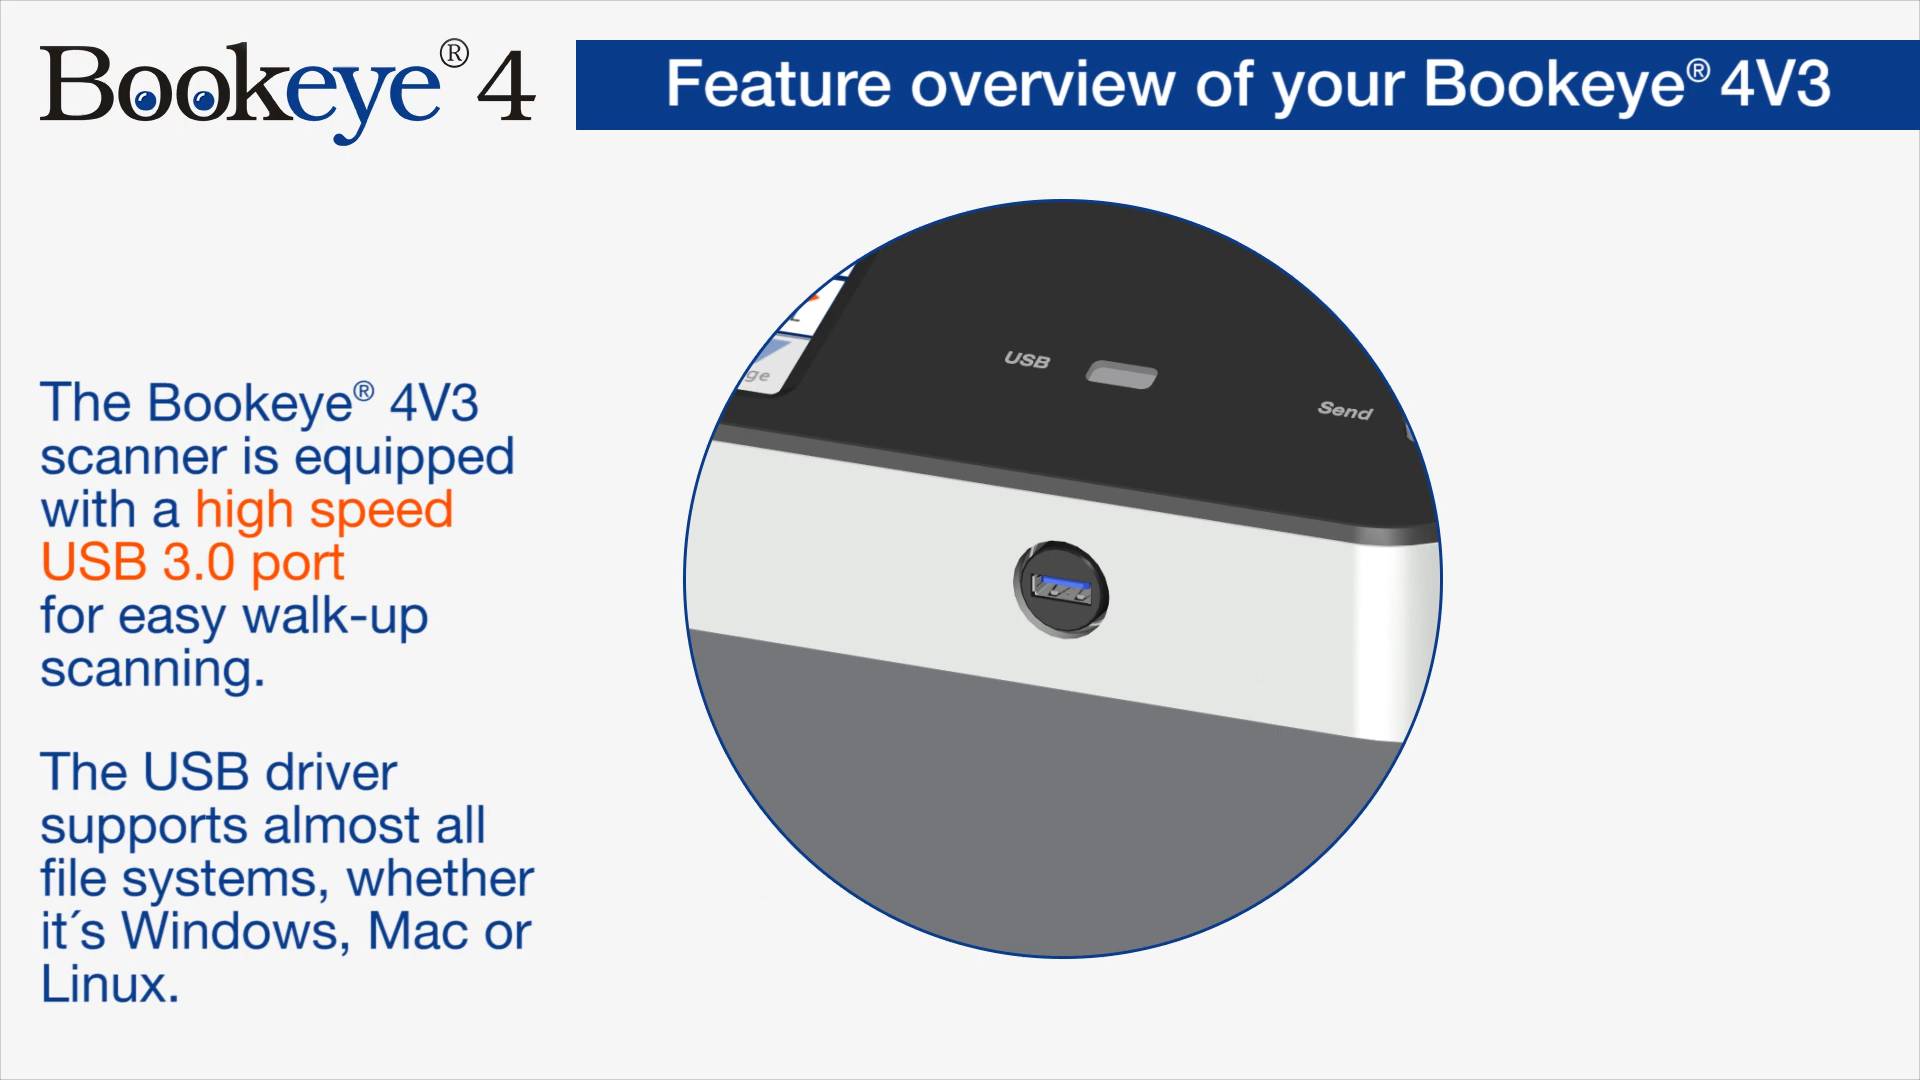 Bookeye® 4
Feature overview of your Bookeye® 4V3
USB
Send
ge
The Bookeye® 4V3
scanner is equipped
with a high speed
USB 3.0 port
for easy walk-up
scanning.
The USB driver
supports almost all
file systems, whether
it´s Windows, Mac or
Linux.